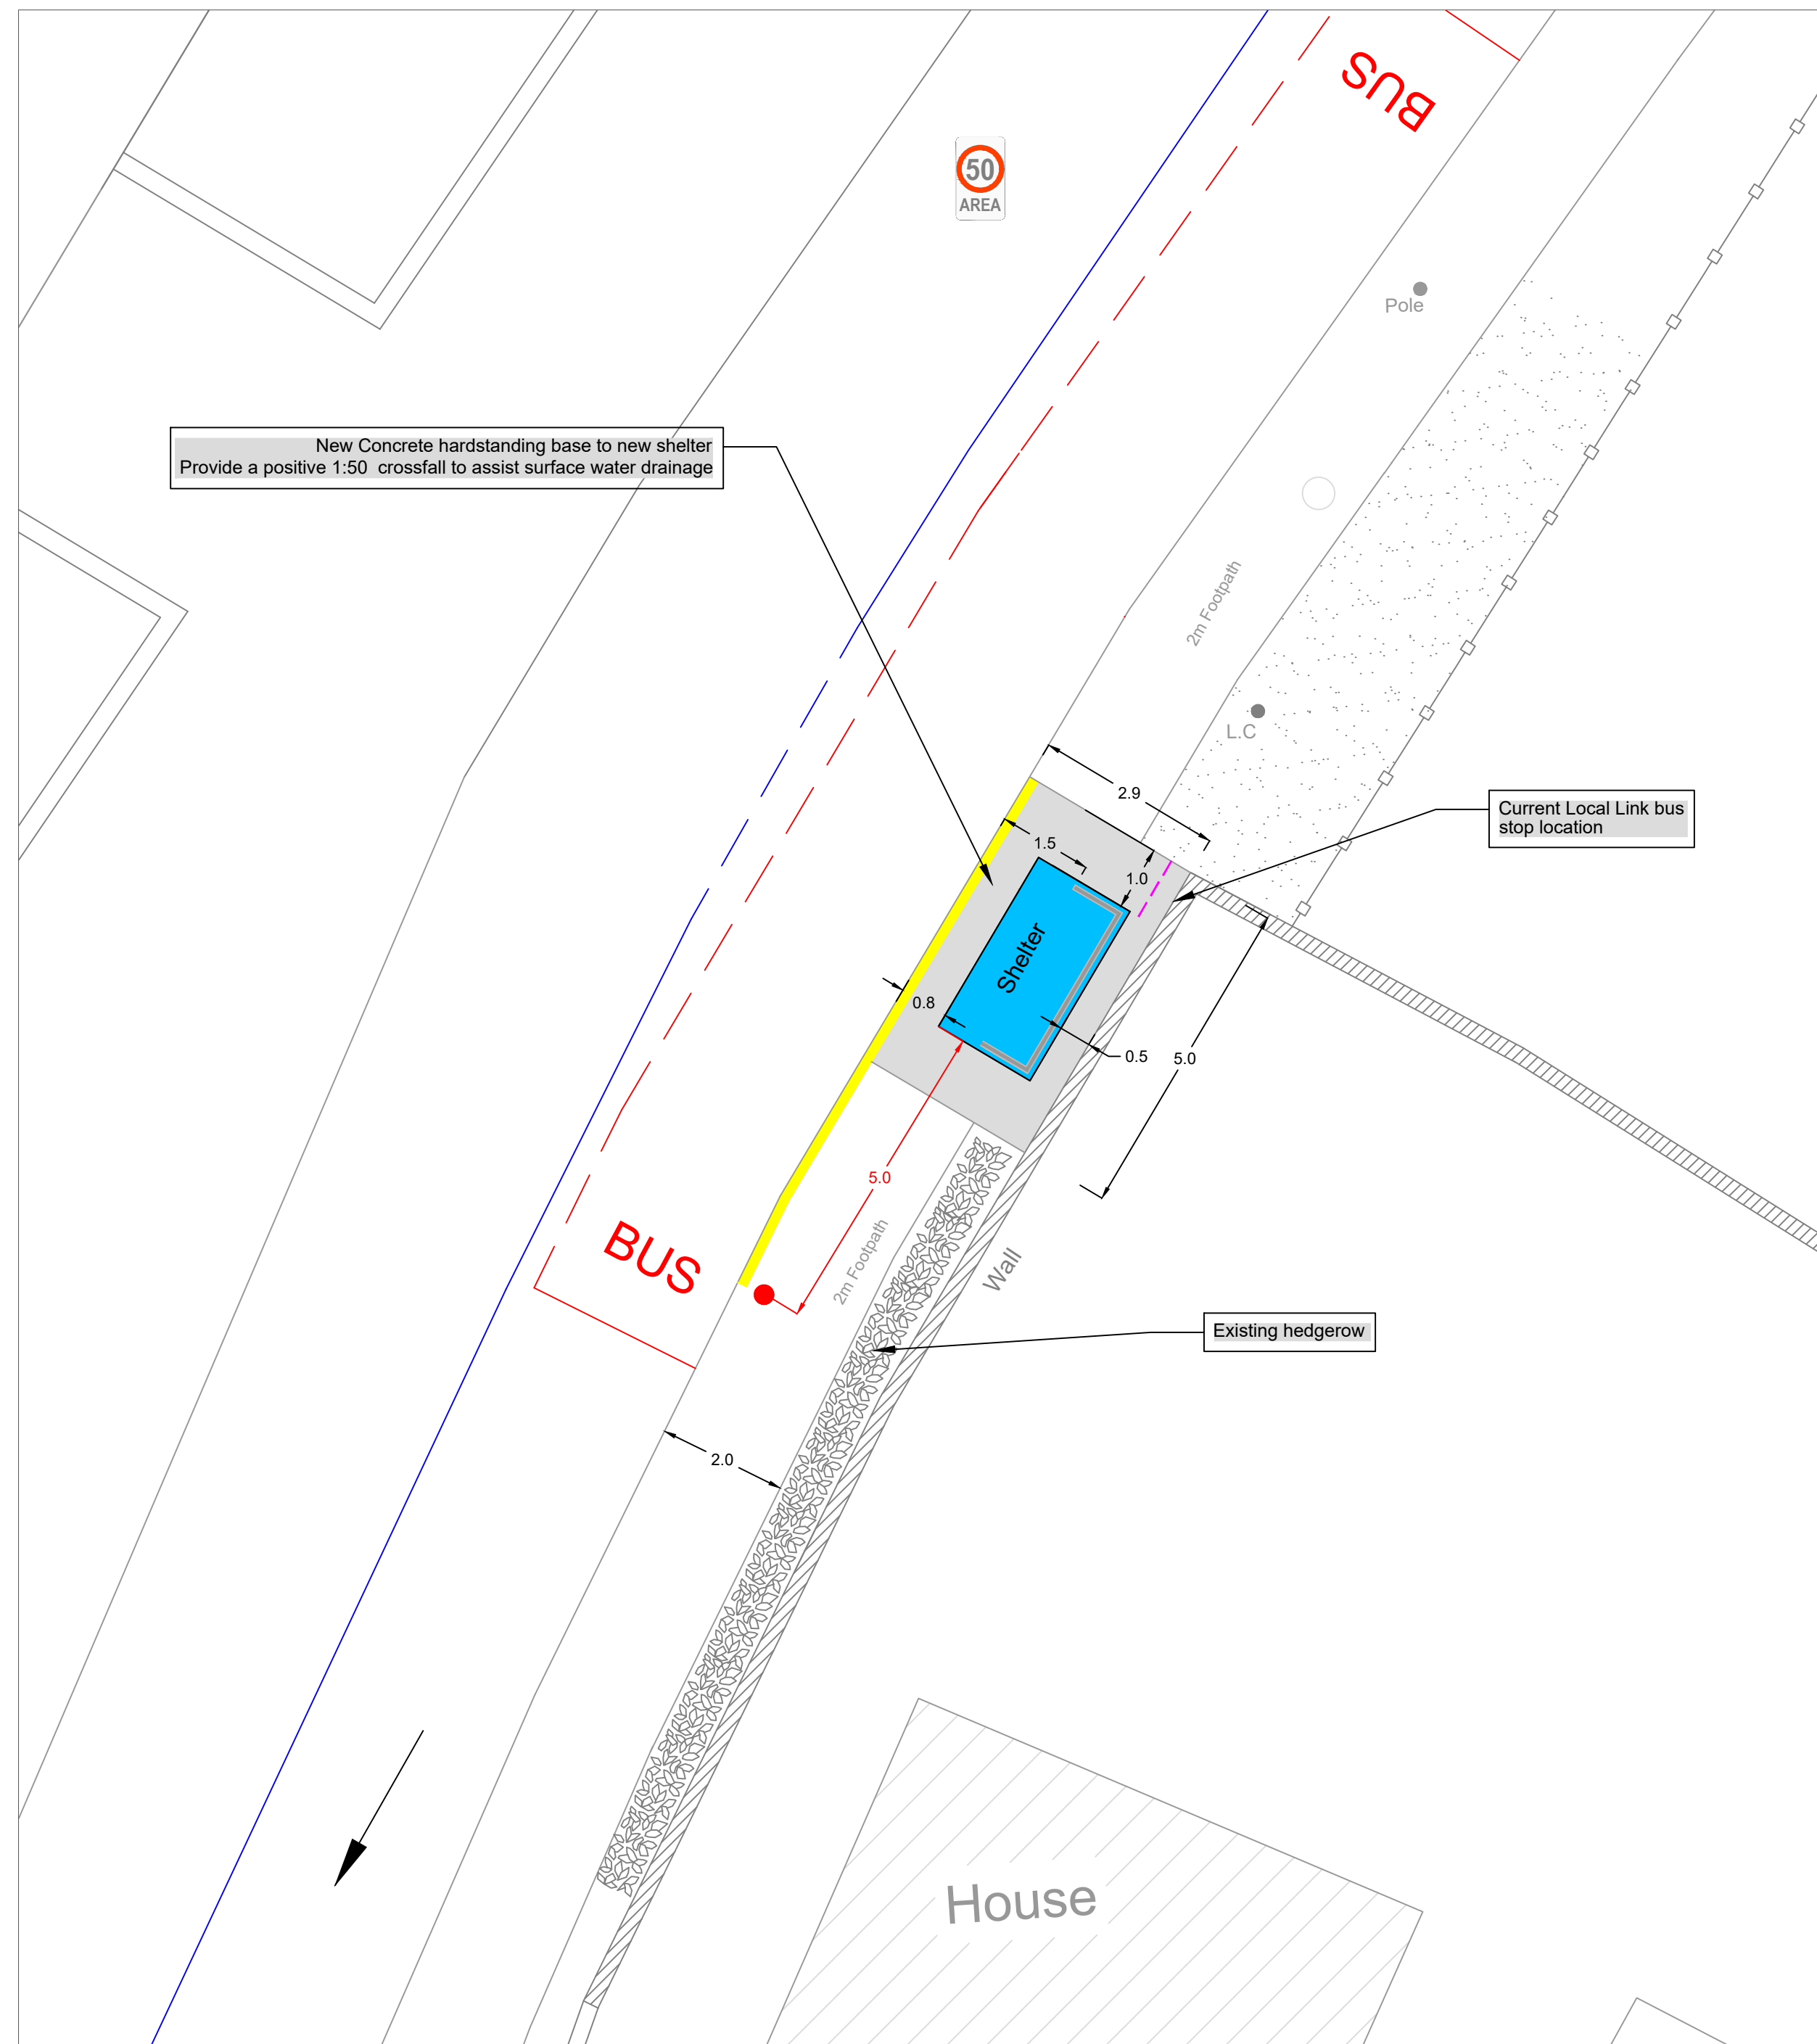 BUS
50
AREA
Pole
New Concrete hardstanding base to new shelter
Provide a positive 1:50 crossfall to assist surface water drainage
2m Footpath
L.C
2.9
Current Local Link bus
stop location
1.5
1.0
Shelter
0.8
0.5
5.0
5.0
BUS
2m Footpath
Wall
Existing hedgerow
2.0
House